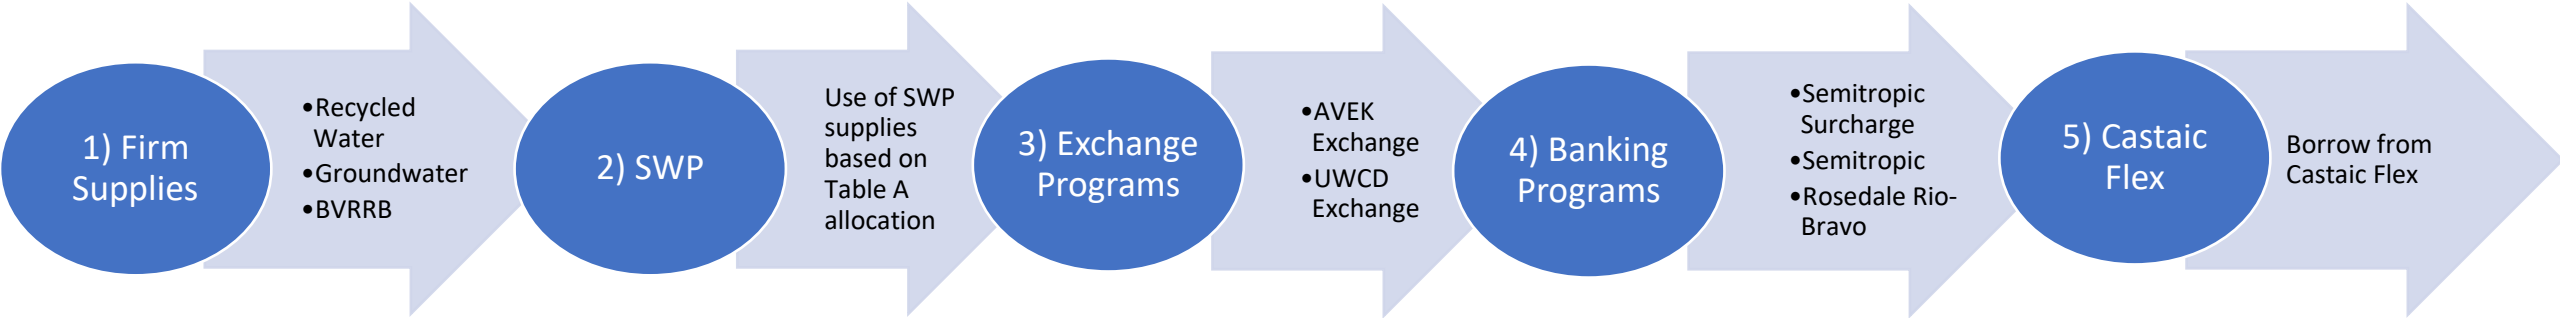 1) Firm
Supplies
•Recycled
Water
•Groundwater
•BVRRB
2) SWP
Use of SWP
supplies
based on
Table A
allocation
3) Exchange
Programs
•AVEK
Exchange
•UWCD
Exchange
4) Banking
Programs
•Semitropic
Surcharge
•Semitropic
•Rosedale Rio-
Bravo
5) Castaic
Flex
Borrow from
Castaic Flex